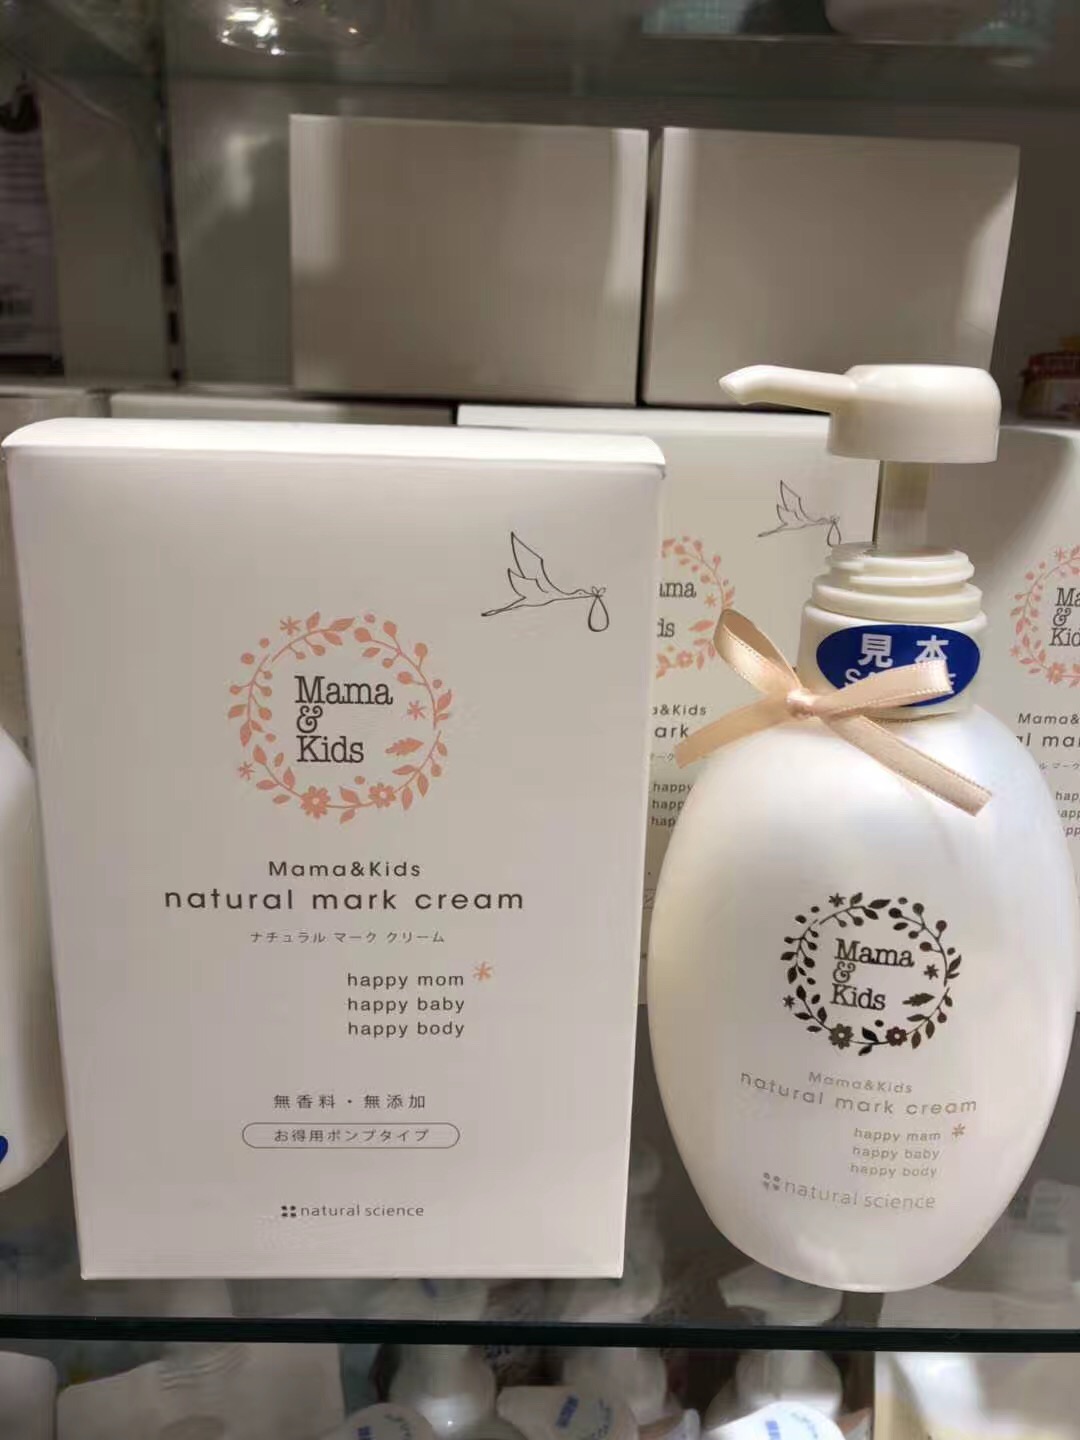 Mama
&
Kids
Mama&Kids
natural mark cream
ナチュラル マーク クリーム
happy mom
happy baby
happy body
無香料・無添加
お得用ポンプタイプ
natural science
見本
Mama
&
Kids
Mama&Kids
natural mark cream
happy mam
happy baby
happy body
natural science